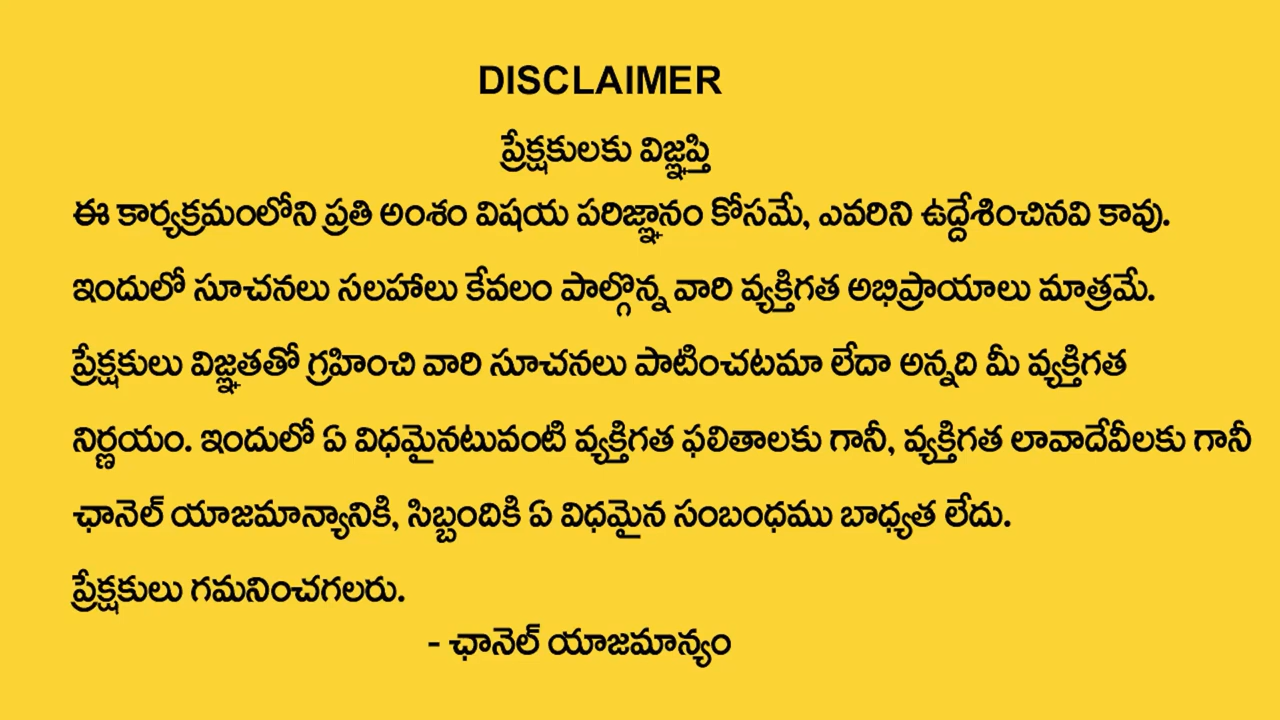 DISCLAIMER
ప్రేక్షకులకు విజ్ఞప్తి
ఈ కార్యక్రమంలోని ప్రతి అంశం విషయ పరిజ్ఞానం కోసమే, ఎవరిని ఉద్దేశించినవి కావు.
ఇందులో సూచనలు సలహాలు కేవలం పాల్గొన్న వారి వ్యక్తిగత అభిప్రాయాలు మాత్రమే.
ప్రేక్షకులు విజ్ఞతతో గ్రహించి వారి సూచనలు పాటించటమా లేదా అన్నది మీ వ్యక్తిగత
నిర్ణయం. ఇందులో ఏ విధమైనటువంటి వ్యక్తిగత ఫలితాలకు గానీ, వ్యక్తిగత లావాదేవీలకు గానీ
ఛానెల్ యాజమాన్యానికి, సిబ్బందికి ఏ విధమైన సంబంధము బాధ్యత లేదు.
ప్రేక్షకులు గమనించగలరు.
- ఛానెల్ యాజమాన్యం